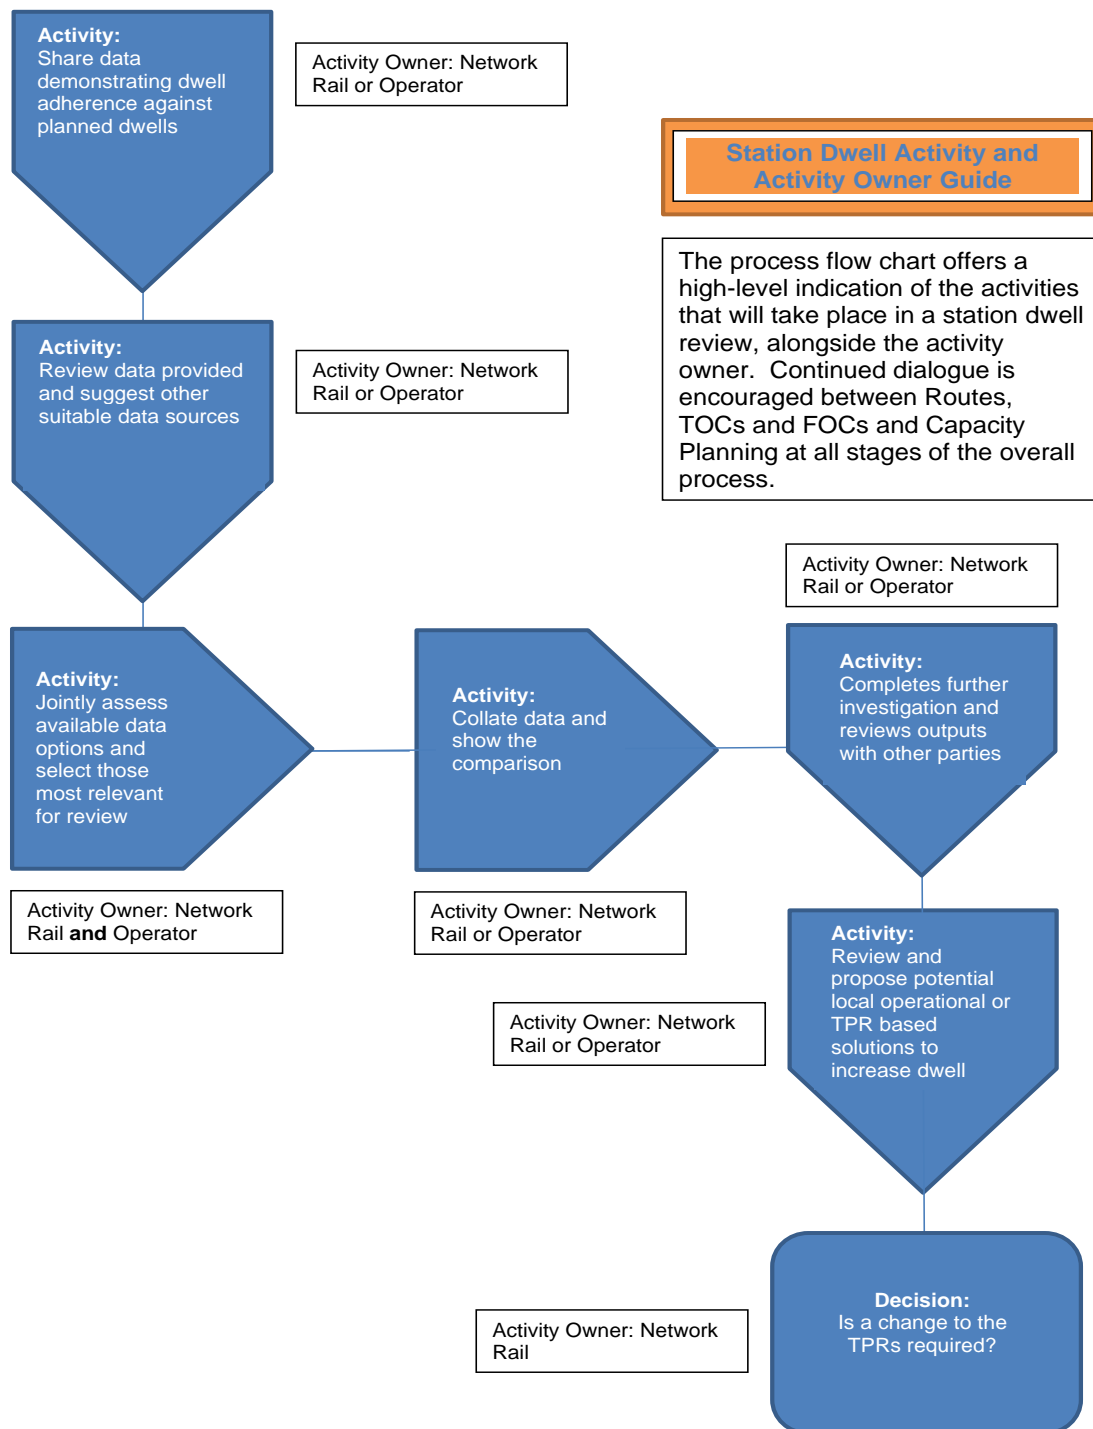 Activity:
Share data
demonstrating dwell
adherence against
planned dwells
Activity Owner: Network
Rail or Operator
Station Dwell Activity and
Activity Owner Guide
The process flow chart offers a
high-level indication of the activities
that will take place in a station dwell
review, alongside the activity
owner.  Continued dialogue is
encouraged between Routes,
TOCs and FOCs and Capacity
Planning at all stages of the overall
process.
Activity:
Review data provided
and suggest other
suitable data sources
Activity Owner: Network
Rail or Operator
Activity:
Jointly assess
available data
options and
select those
most relevant
for review
Activity Owner: Network
Rail and Operator
Activity:
Collate data and
show the
comparison
Activity Owner: Network
Rail or Operator
Activity Owner: Network
Rail or Operator
Activity:
Completes further
investigation and
reviews outputs
with other parties
Activity:
Review and
propose potential
local operational or
TPR based
solutions to
increase dwell
Activity Owner: Network
Rail or Operator
Decision:
Is a change to the
TPRs required?
Activity Owner: Network
Rail